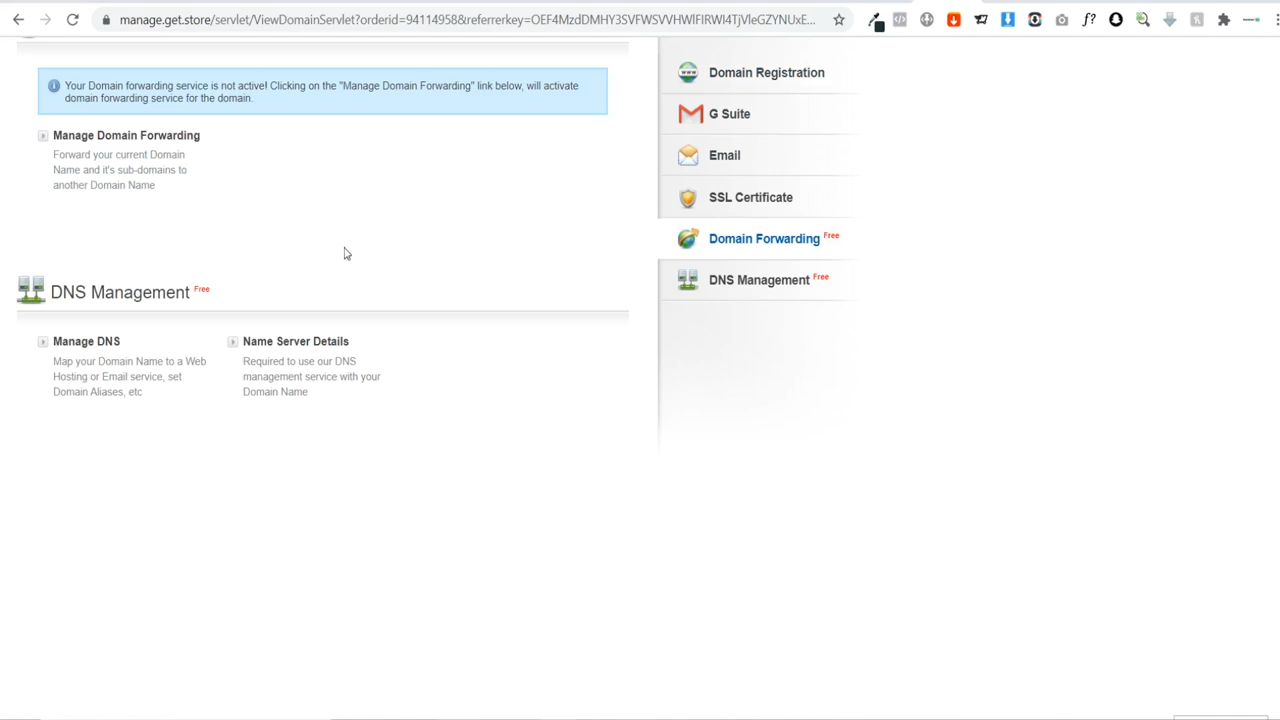 manage.get.store/servlet/ViewDomainServlet?orderid=94114958&referrerkey=OEF4MzdDMHY3SVFWSVVHWlFIRWI4TjVleGZYNUxE...
f?
Your Domain forwarding service is not active! Clicking on the "Manage Domain Forwarding" link below, will activate
domain forwarding service for the domain.
Manage Domain Forwarding
Forward your current Domain
Name and it's sub-domains to
another Domain Name
DNS Management Free
Manage DNS
Map your Domain Name to a Web
Hosting or Email service, set
Domain Aliases, etc
Name Server Details
Required to use our DNS
management service with your
Domain Name
Domain Registration
G Suite
Email
SSL Certificate
Domain Forwarding Free
DNS Management Free